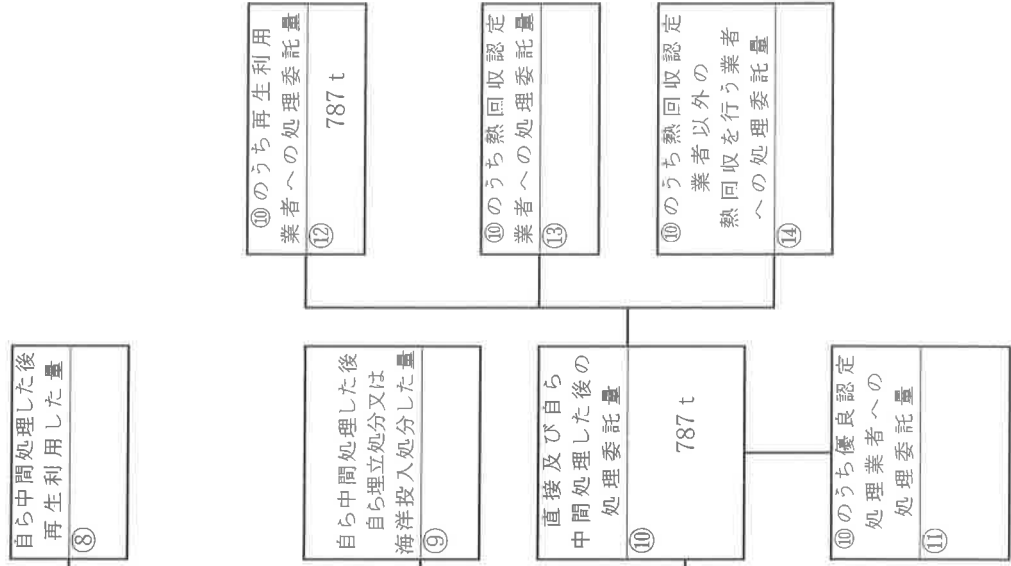 自ら中間処理した後
再生利用した量
⑧
自ら中間処理した後
自ら埋立処分又は
海洋投入処分した量
⑨
直接及び自ら
中間処理した後の
処理委託量
⑩
787 t
⑩のうち優良認定
処理業者への
処理委託量
⑪
⑩のうち再生利用
業者への処理委託量
⑫
787 t
⑩のうち熱回収認定
業者への処理委託量
⑬
⑩のうち熱回収認定
業者以外の
熱回収を行う業者
への処理委託量
⑭